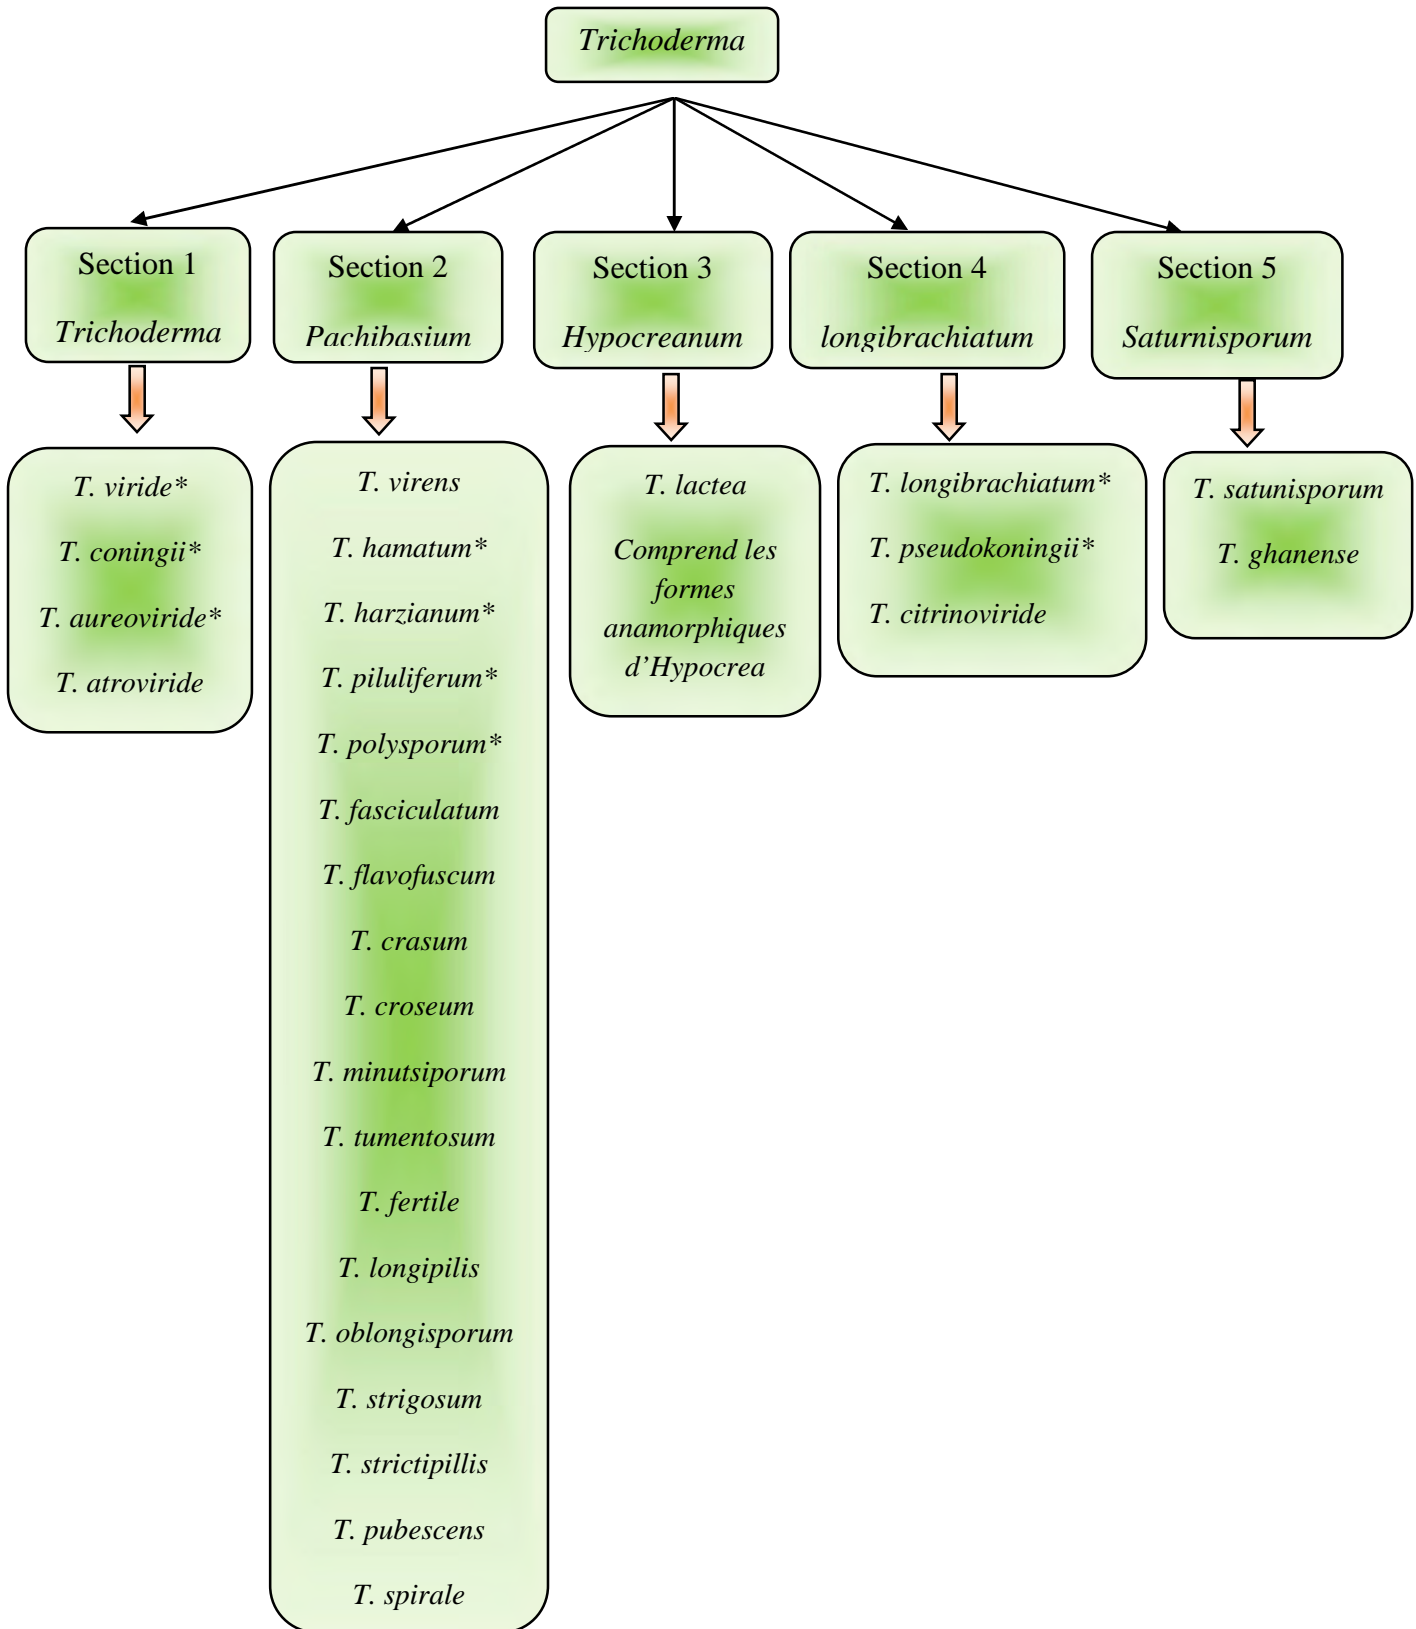 Trichoderma
Section 1
Trichoderma
Section 2
Pachibasium
Section 3
Hypocreanum
Section 4
longibrachiatum
Section 5
Saturnisporum
T. viride*
T. coningii*
T. aureoviride*
T. atroviride
T. virens
T. hamatum*
T. harzianum*
T. piluliferum*
T. polysporum*
T. fasciculatum
T. flavofuscum
T. crasum
T. croseum
T. minutsiporum
T. tumentosum
T. fertile
T. longipilis
T. oblongisporum
T. strigosum
T. strictipillis
T. pubescens
T. spirale
T. lactea
Comprend les
formes
anamorphiques
d’Hypocrea
T. longibrachiatum*
T. pseudokoningii*
T. citrinoviride
T. satunisporum
T. ghanense